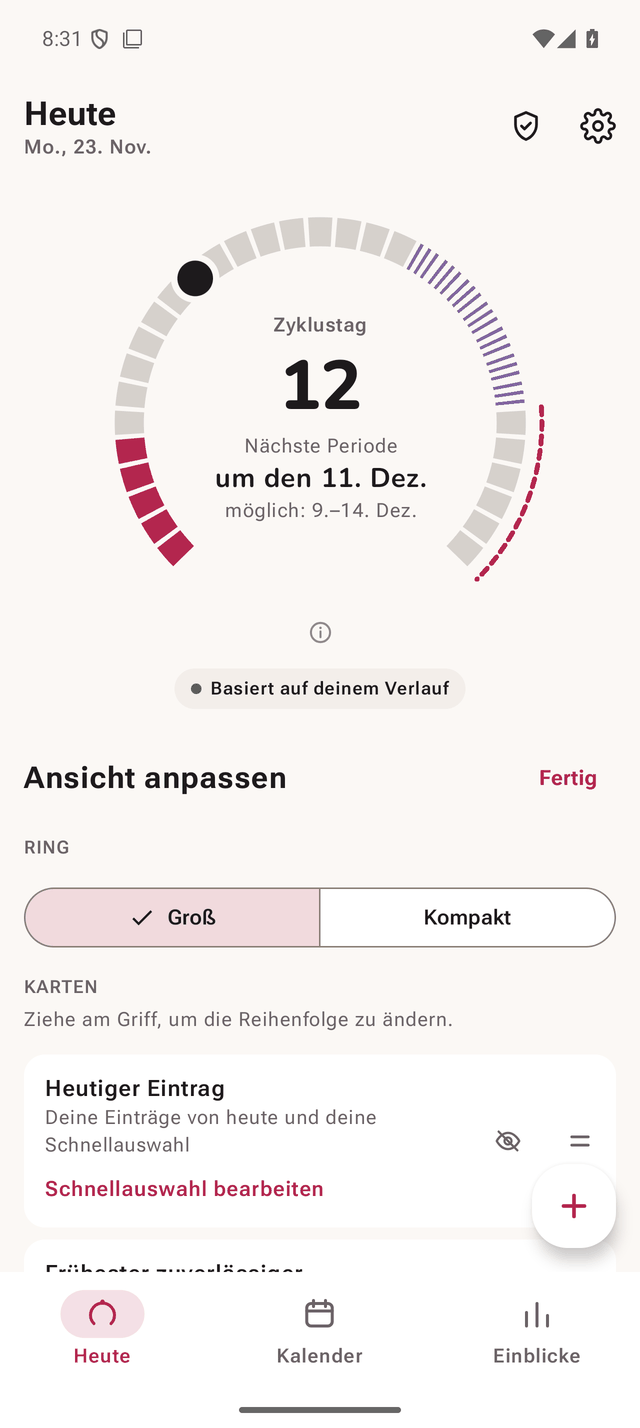 8:31
Heute
Mo., 23. Nov.
Zyklustag
12
Nächste Periode
um den 11. Dez.
möglich: 9.–14. Dez.
Basiert auf deinem Verlauf
Ansicht anpassen
Fertig
RING
Groß
Kompakt
KARTEN
Ziehe am Griff, um die Reihenfolge zu ändern.
Heutiger Eintrag
Deine Einträge von heute und deine
Schnellauswahl
Schnellauswahl bearbeiten
Frühester zuverlässiger
Heute
Kalender
Einblicke